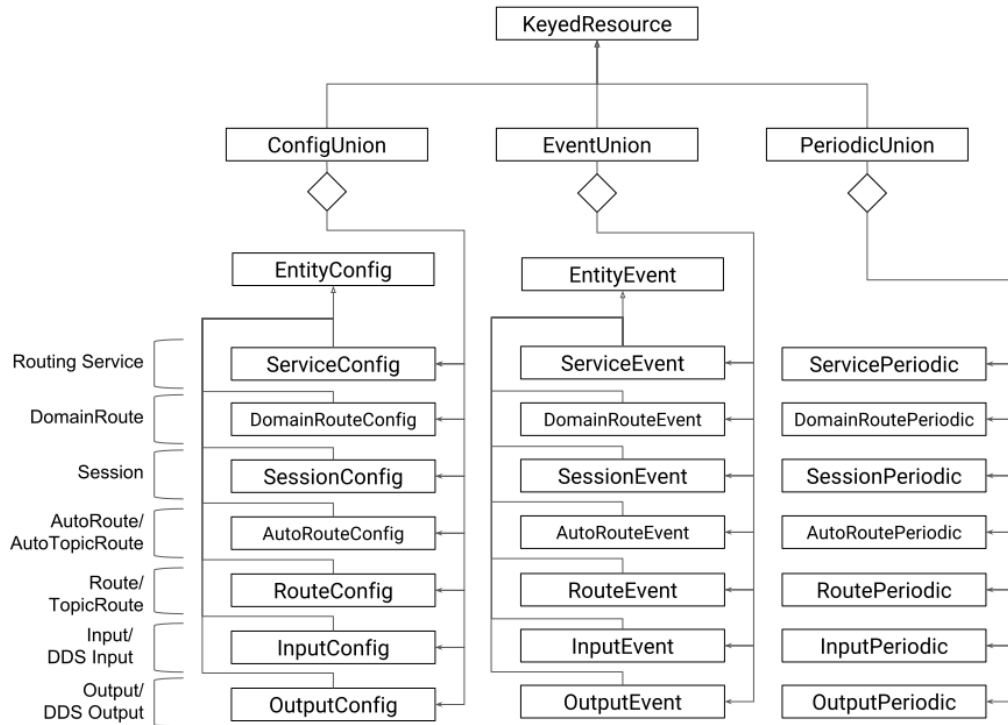 KeyedResource
ConfigUnion
EventUnion
PeriodicUnion
EntityConfig
EntityEvent
Routing Service
ServiceConfig
ServiceEvent
ServicePeriodic
DomainRoute
DomainRouteConfig
DomainRouteEvent
DomainRoutePeriodic
Session
SessionConfig
SessionEvent
SessionPeriodic
AutoRoute/
AutoTopicRoute
AutoRouteConfig
AutoRouteEvent
AutoRoutePeriodic
Route/
TopicRoute
RouteConfig
RouteEvent
RoutePeriodic
Input/
DDS Input
InputConfig
InputEvent
InputPeriodic
Output/
DDS Output
OutputConfig
OutputEvent
OutputPeriodic